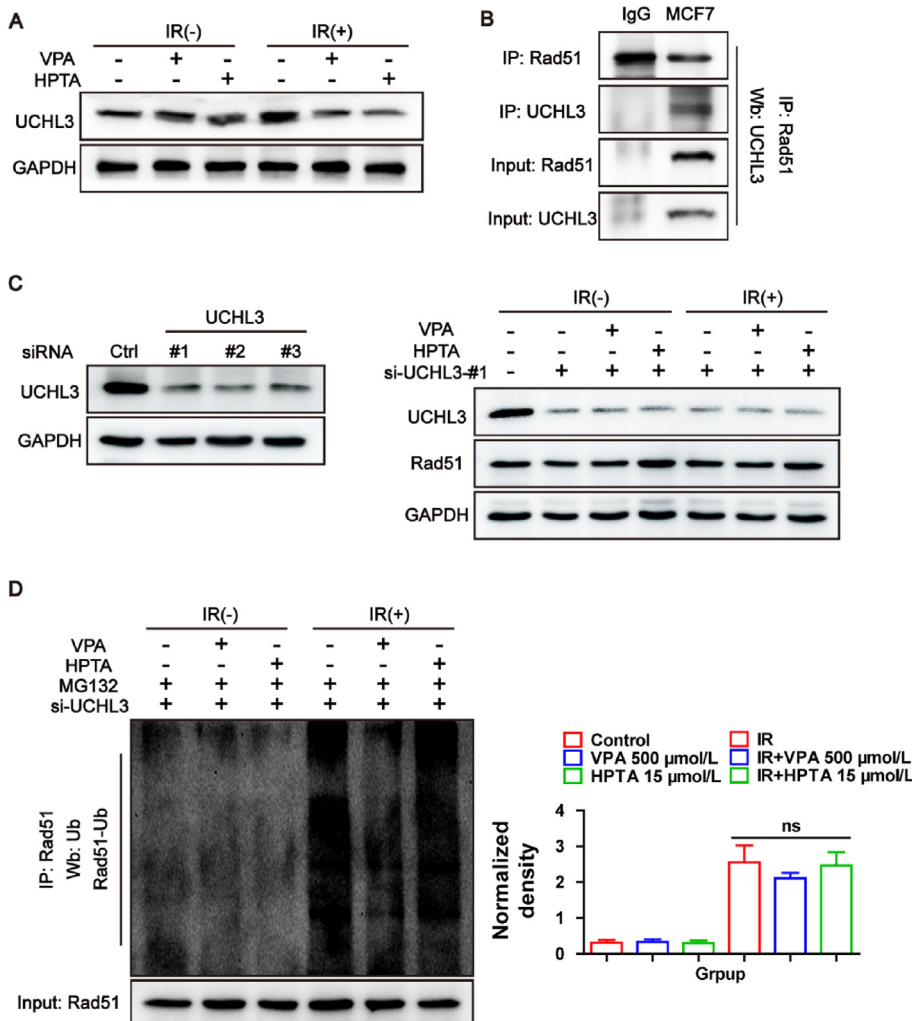 A
IR(-) IR(+)
VPA - + - - + -
HPTA - - + - - +
UCHL3
GAPDH
B
IgG MCF7
IP: Rad51
IP: UCHL3
Input: Rad51
Input: UCHL3
IP: Rad51
Wb: UCHL3
C
UCHL3
siRNA Ctrl #1 #2 #3
UCHL3
GAPDH
IR(-) IR(+)
VPA - - + - - + -
HPTA - - - + - - +
si-UCHL3-#1 - + + + + + +
UCHL3
Rad51
GAPDH
D
IR(-) IR(+)
VPA - + - - + -
HPTA - - + - - +
MG132 + + + + + +
si-UCHL3 + + + + + +
IP: Rad51
Wb: Ub
Rad51-Ub
Input: Rad51
Control IR
VPA 500 μmol/L IR+VPA 500 μmol/L
HPTA 15 μmol/L IR+HPTA 15 μmol/L
Normalized
density
4
3
2
1
0
ns
Grpup